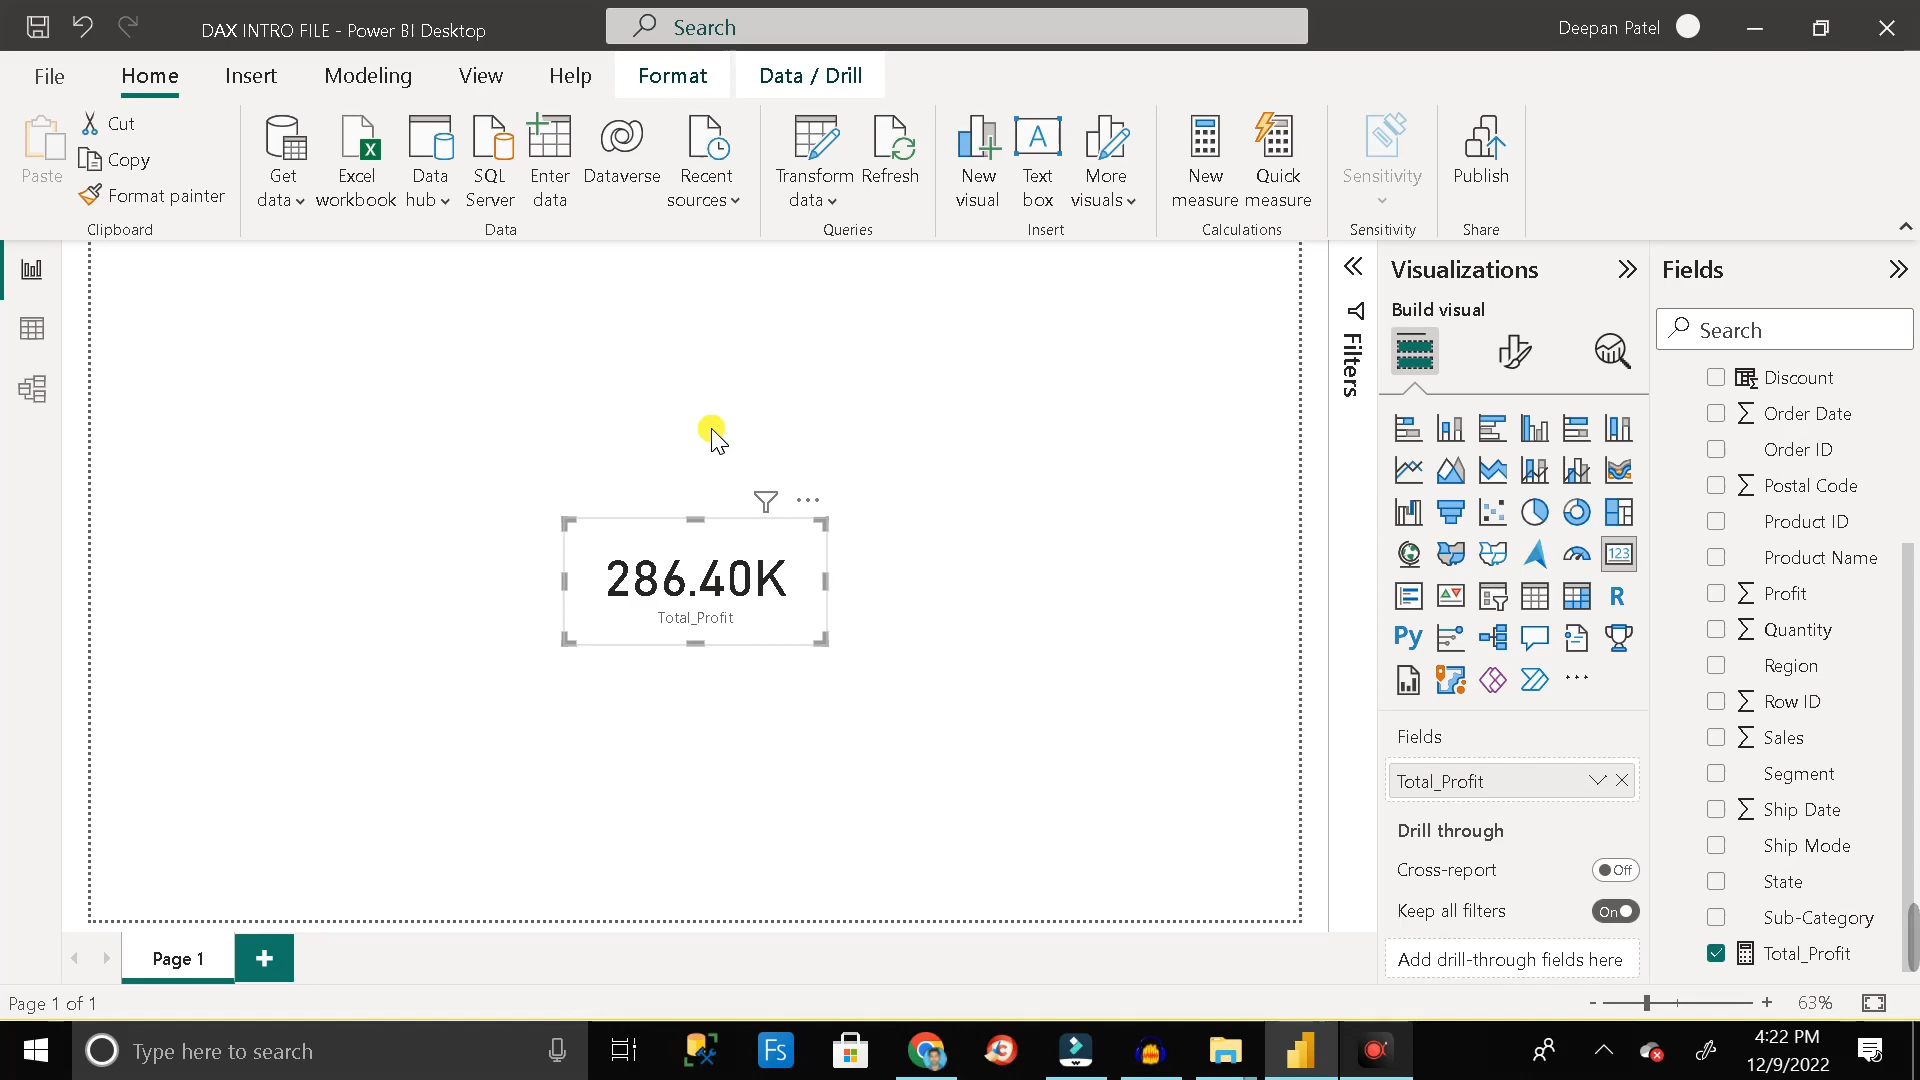 DAX INTRO FILE - Power BI Desktop
Search
Deepan Patel
File
Home
Insert
Modeling
View
Help
Format
Data / Drill
Paste
Cut
Copy
Format painter
Clipboard
Get data
Excel workbook
Data hub
SQL Server
Enter data
Dataverse
Recent sources
Data
Transform data
Refresh
Queries
New visual
Text box
More visuals
Insert
New measure
Quick measure
Calculations
Sensitivity
Sensitivity
Publish
Share
286.40K
Total_Profit
Filters
Visualizations
Build visual
123
R
Py
Fields
Total_Profit
Drill through
Cross-report
Off
Keep all filters
On
Add drill-through fields here
Fields
Search
Discount
Order Date
Order ID
Postal Code
Product ID
Product Name
Profit
Quantity
Region
Row ID
Sales
Segment
Ship Date
Ship Mode
State
Sub-Category
Total_Profit
Page 1
Page 1 of 1
63%
Type here to search
Fs
4:22 PM
12/9/2022